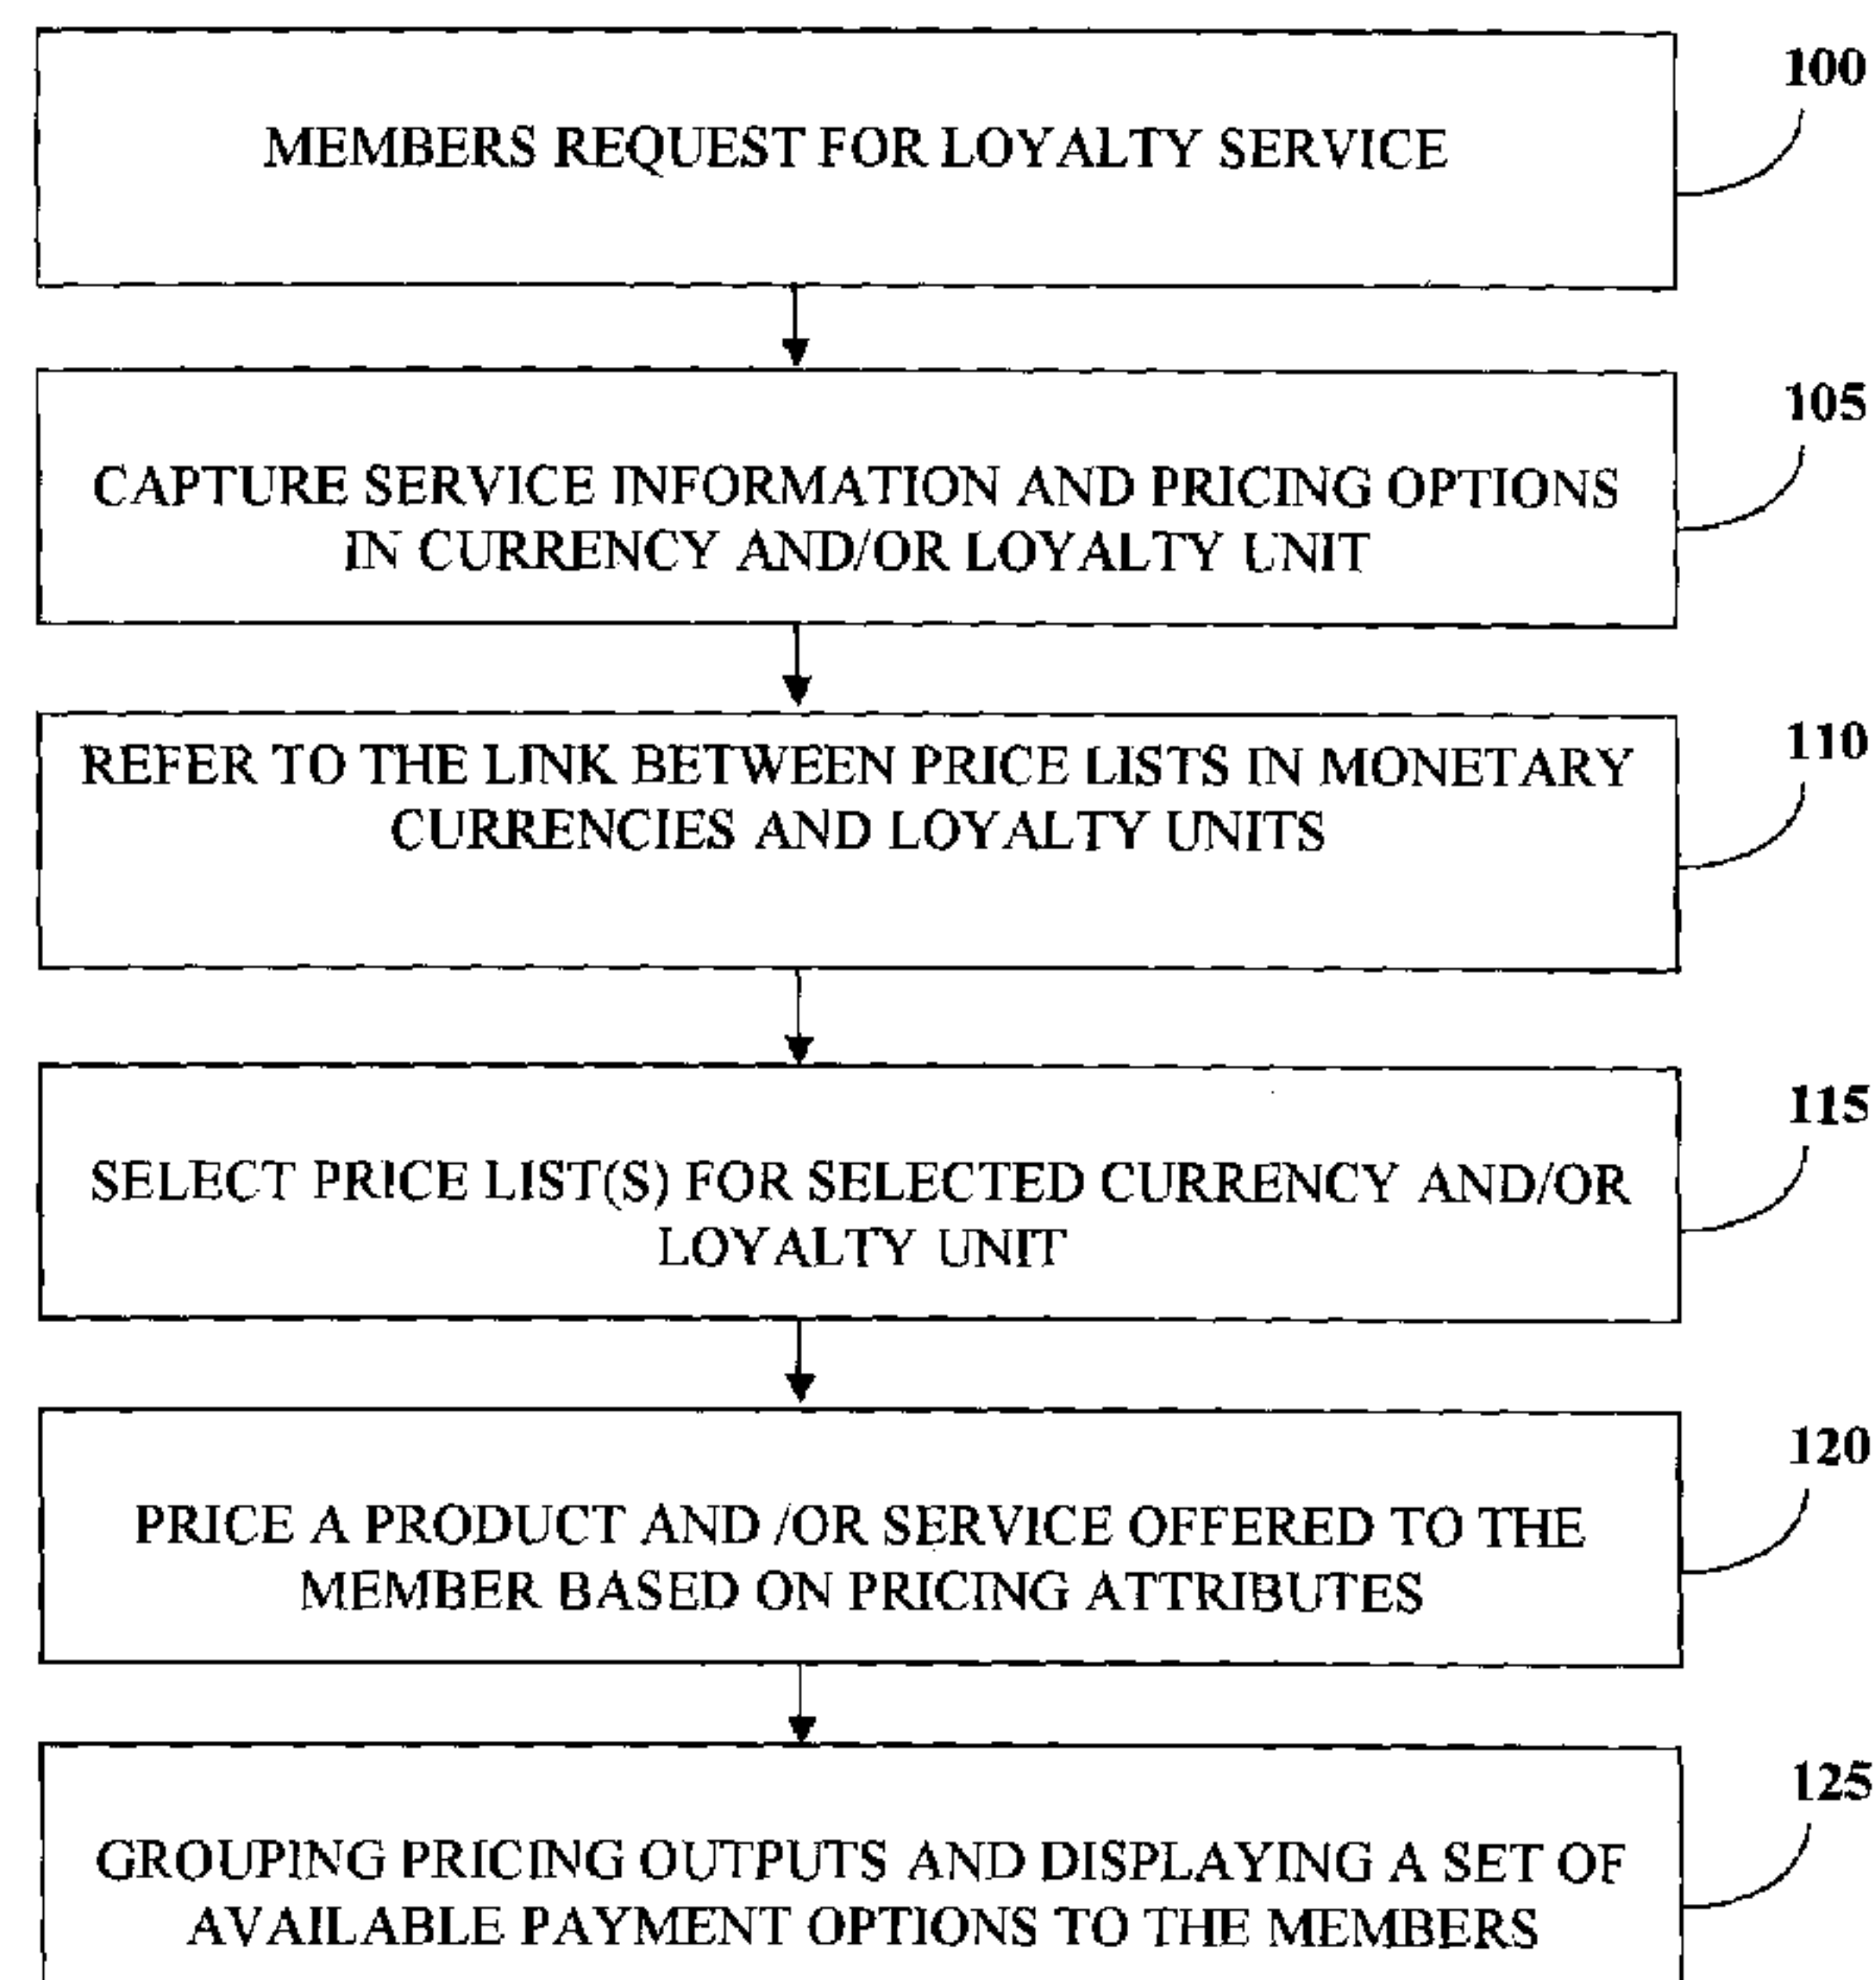 100
MEMBERS REQUEST FOR LOYALTY SERVICE
105
CAPTURE SERVICE INFORMATION AND PRICING OPTIONS
IN CURRENCY AND/OR LOYALTY UNIT
110
REFER TO THE LINK BETWEEN PRICE LISTS IN MONETARY
CURRENCIES AND LOYALTY UNITS
115
SELECT PRICE LIST(S) FOR SELECTED CURRENCY AND/OR
LOYALTY UNIT
120
PRICE A PRODUCT AND /OR SERVICE OFFERED TO THE
MEMBER BASED ON PRICING ATTRIBUTES
125
GROUPING PRICING OUTPUTS AND DISPLAYING A SET OF
AVAILABLE PAYMENT OPTIONS TO THE MEMBERS